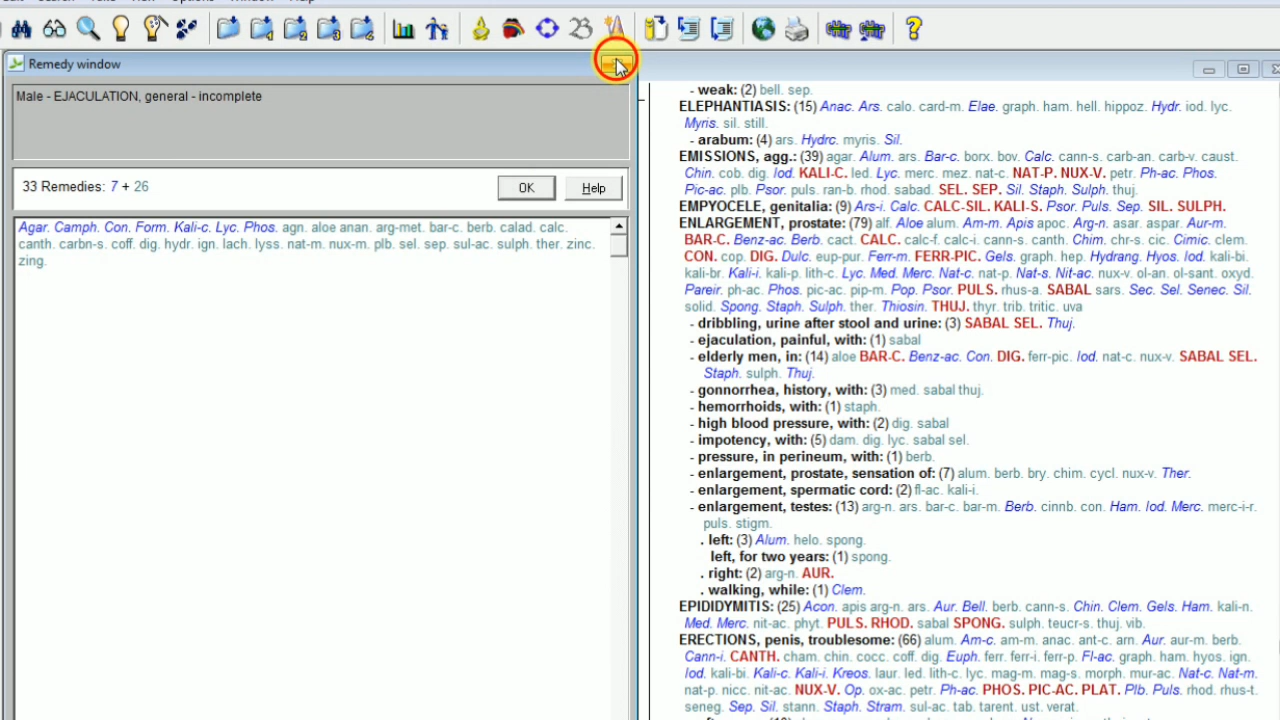 Remedy window
Male - EJACULATION, general - incomplete
33 Remedies: 7 + 26
OK
Help
Agar. Camph. Con. Form. Kali-c. Lyc. Phos. agn. aloe anan. arg-met. bar-c. berb. calad. calc.
canth. carbn-s. coff. dig. hydr. ign. lach. lyss. nat-m. nux-m. plb. sel. sep. sul-ac. sulph. ther. zinc.
zing.
- weak: (2) bell. sep.
ELEPHANTIASIS: (15) Anac. Ars. calo. card-m. Elae. graph. ham. hell. hippoz. Hydr. iod. lyc.
Myris. sil. still.
- arabum: (4) ars. Hydrc. myris. Sil.
EMISSIONS, agg.: (39) agar. Alum. ars. Bar-c. borx. bov. Calc. cann-s. carb-an. carb-v. caust.
Chin. cob. dig. Iod. KALI-C. led. Lyc. merc. mez. nat-c. NAT-P. NUX-V. petr. Ph-ac. Phos.
Pic-ac. plb. Psor. puls. ran-b. rhod. sabad. SEL. SEP. Sil. Staph. Sulph. thuj.
EMPYOCELE, genitalia: (9) Ars-i. Calc. CALC-SIL. KALI-S. Psor. Puls. Sep. SIL. SULPH.
ENLARGEMENT, prostate: (79) alf. Aloe alum. Am-m. Apis apoc. Arg-n. asar. aspar. Aur-m.
BAR-C. Benz-ac. Berb. cact. CALC. calc-f. calc-i. cann-s. canth. Chim. chr-s. cic. Cimic. clem.
CON. cop. DIG. Dulc. eup-pur. Ferr-m. FERR-PIC. Gels. graph. hep. Hydrang. Hyos. Iod. kali-bi.
kali-br. Kali-i. kali-p. lith-c. Lyc. Med. Merc. Nat-c. nat-p. Nat-s. Nit-ac. nux-v. ol-an. ol-sant. oxyd.
Pareir. ph-ac. Phos. pic-ac. pip-m. Pop. Psor. PULS. rhus-a. SABAL sars. Sec. Sel. Senec. Sil.
solid. Spong. Staph. Sulph. ther. Thiosin. THUJ. thyr. trib. tritic. uva
- dribbling, urine after stool and urine: (3) SABAL SEL. Thuj.
- ejaculation, painful, with: (1) sabal
- elderly men, in: (14) aloe BAR-C. Benz-ac. Con. DIG. ferr-pic. Iod. nat-c. nux-v. SABAL SEL.
Staph. sulph. Thuj.
- gonnorrhea, history, with: (3) med. sabal thuj.
- hemorrhoids, with: (1) staph.
- high blood pressure, with: (2) dig. sabal
- impotency, with: (5) dam. dig. lyc. sabal sel.
- pressure, in perineum, with: (1) berb.
- enlargement, prostate, sensation of: (7) alum. berb. bry. chim. cycl. nux-v. Ther.
- enlargement, spermatic cord: (2) fl-ac. kali-i.
- enlargement, testes: (13) arg-n. ars. bar-c. bar-m. Berb. cinnb. con. Ham. Iod. Merc. merc-i-r.
puls. stigm.
. left: (3) Alum. helo. spong.
left, for two years: (1) spong.
. right: (2) arg-n. AUR.
. walking, while: (1) Clem.
EPIDIDYMITIS: (25) Acon. apis arg-n. ars. Aur. Bell. berb. cann-s. Chin. Clem. Gels. Ham. kali-n.
Med. Merc. nit-ac. phyt. PULS. RHOD. sabal SPONG. sulph. teucr-s. thuj. vib.
ERECTIONS, penis, troublesome: (66) alum. Am-c. am-m. anac. ant-c. arn. Aur. aur-m. berb.
Cann-i. CANTH. cham. chin. cocc. coff. dig. Euph. ferr. ferr-i. ferr-p. Fl-ac. graph. ham. hyos. ign.
Iod. kali-bi. Kali-c. Kali-i. Kreos. laur. led. lith-c. lyc. mag-m. mag-s. morph. mur-ac. Nat-c. Nat-m.
nat-p. nicc. nit-ac. NUX-V. Op. ox-ac. petr. Ph-ac. PHOS. PIC-AC. PLAT. Plb. Puls. rhod. rhus-t.
seneg. Sep. Sil. stann. Staph. Stram. sul-ac. tab. tarent. ust. verat.